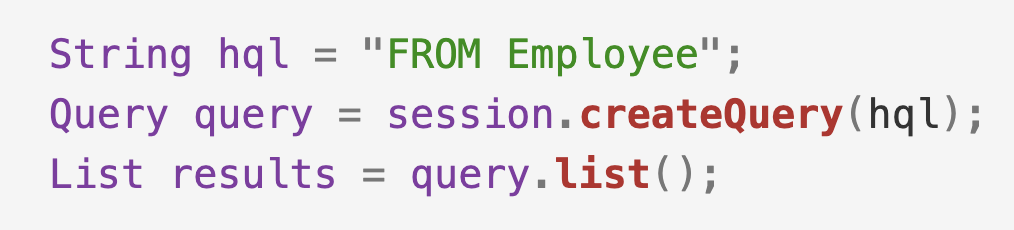 String hql = "FROM Employee";
Query query = session.createQuery(hql);
List results = query.list();